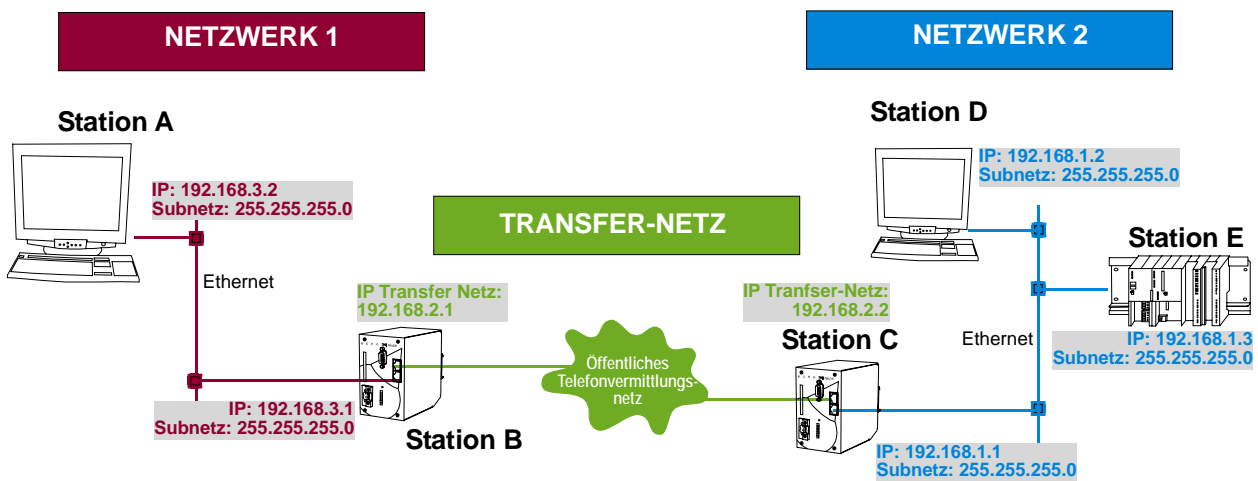 NETZWERK 1
NETZWERK 2
Station A
Station D
IP: 192.168.1.2
Subnetz: 255.255.255.0
IP: 192.168.3.2
Subnetz: 255.255.255.0
TRANSFER-NETZ
Station E
Ethernet
IP Transfer Netz:
192.168.2.1
IP Tranfser-Netz:
192.168.2.2
Station C
Ethernet
IP: 192.168.1.3
Subnetz: 255.255.255.0
Öffentliches
Telefonvermittlungs-
netz
IP: 192.168.3.1
Subnetz: 255.255.255.0
Station B
IP: 192.168.1.1
Subnetz: 255.255.255.0